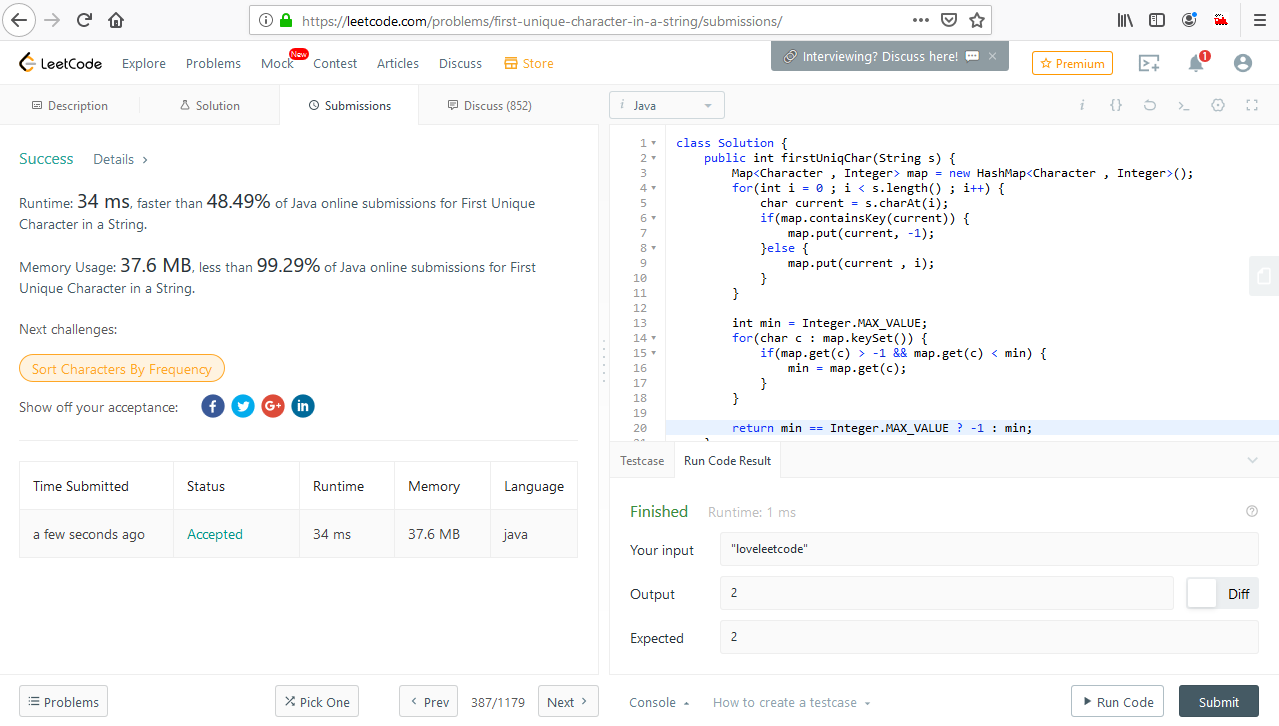 https://leetcode.com/problems/first-unique-character-in-a-string/submissions/
LeetCode Explore Problems Mock New Contest Articles Discuss Store
Interviewing? Discuss here! Premium 1
Description Solution Submissions Discuss (852)
Success Details
Runtime: 34 ms, faster than 48.49% of Java online submissions for First Unique
Character in a String.
Memory Usage: 37.6 MB, less than 99.29% of Java online submissions for First
Unique Character in a String.
Next challenges:
Sort Characters By Frequency
Show off your acceptance:
Time Submitted Status Runtime Memory Language
a few seconds ago Accepted 34 ms 37.6 MB java
Problems Pick One Prev 387/1179 Next
i Java
1 class Solution {
2 public int firstUniqChar(String s) {
3 Map<Character , Integer> map = new HashMap<Character , Integer>();
4 for(int i = 0 ; i < s.length() ; i++) {
5 char current = s.charAt(i);
6 if(map.containsKey(current)) {
7 map.put(current, -1);
8 }else {
9 map.put(current , i);
10 }
11 }
12
13 int min = Integer.MAX_VALUE;
14 for(char c : map.keySet()) {
15 if(map.get(c) > -1 && map.get(c) < min) {
16 min = map.get(c);
17 }
18 }
19
20 return min == Integer.MAX_VALUE ? -1 : min;
Testcase Run Code Result
Finished Runtime: 1 ms
Your input "loveleetcode"
Output 2 Diff
Expected 2
Console How to create a testcase Run Code Submit